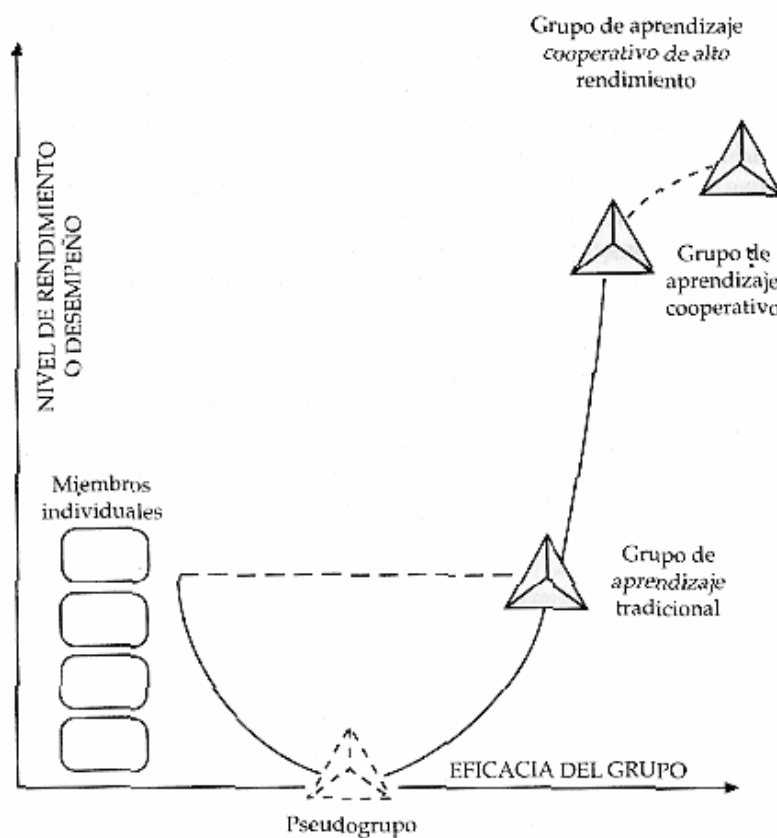 Grupo de aprendizaje
cooperativo de alto
rendimiento
NIVEL DE RENDIMIENTO
O DESEMPEÑO
Grupo de
aprendizaje
cooperativo
Miembros
individuales
Grupo de
aprendizaje
tradicional
EFICACIA DEL GRUPO
Pseudogrupo